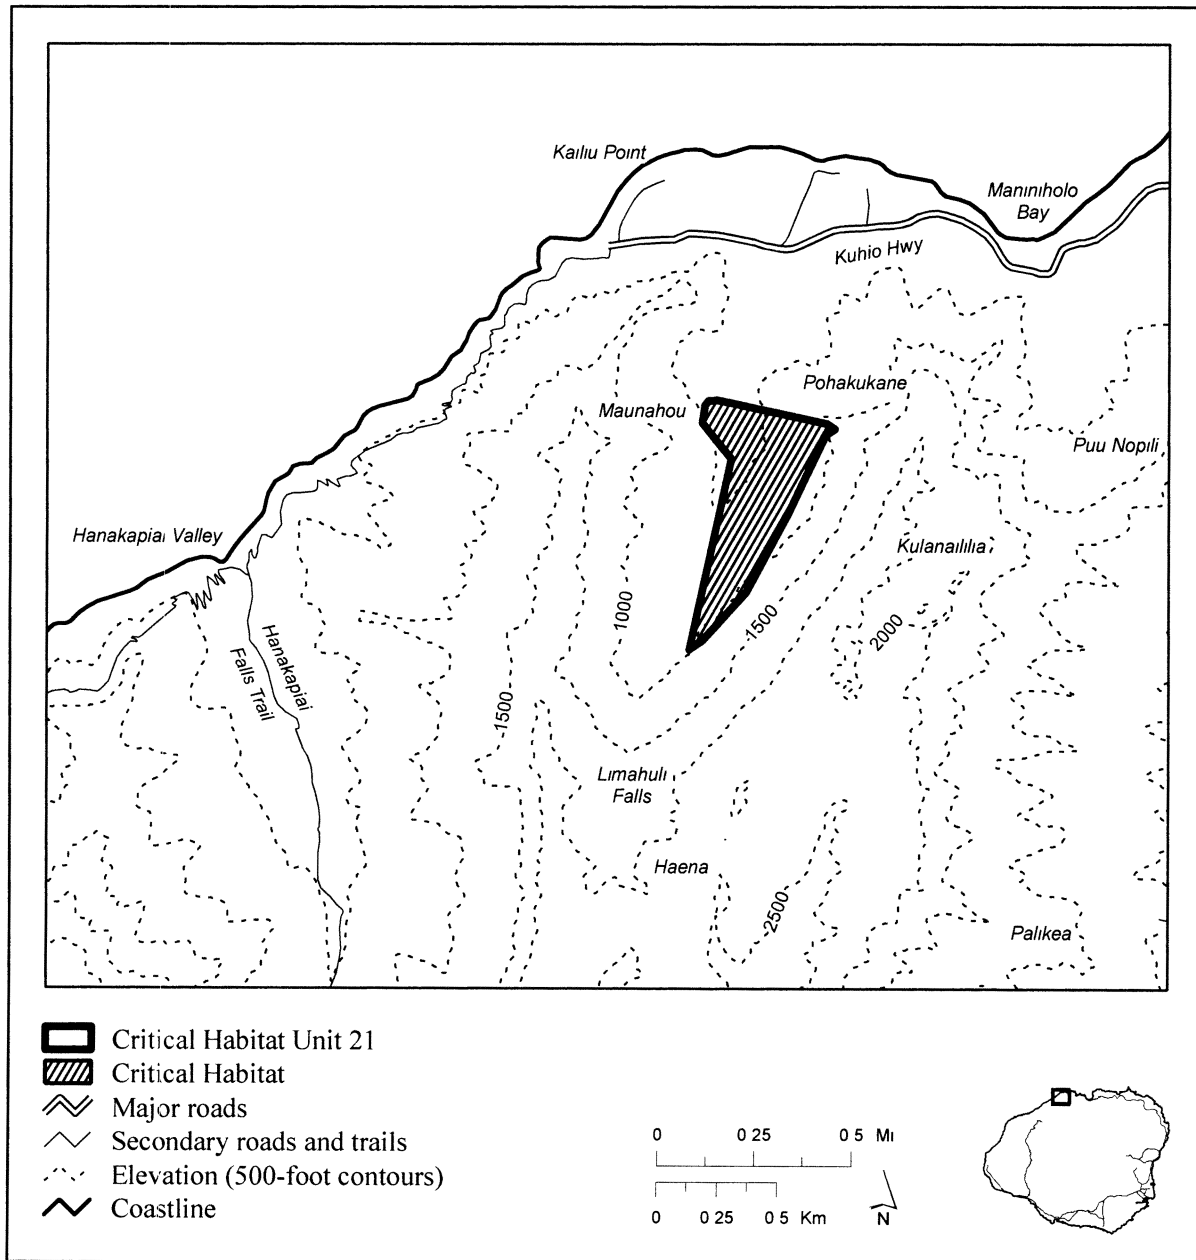 Kailiu Point
Maniniholo
Bay
Kuhio Hwy
Pohakukane
Maunahou
Puu Nopili
Hanakapiai Valley
Kulanaililia
1000
1500
2000
Hanakapiai
Falls Trail
1500
Limahuli
Falls
Haena
2500
Palikea
Critical Habitat Unit 21
Critical Habitat
Major roads
Secondary roads and trails
Elevation (500-foot contours)
Coastline
0 0 25 0 5 Mi
0 0 25 0 5 Km
N